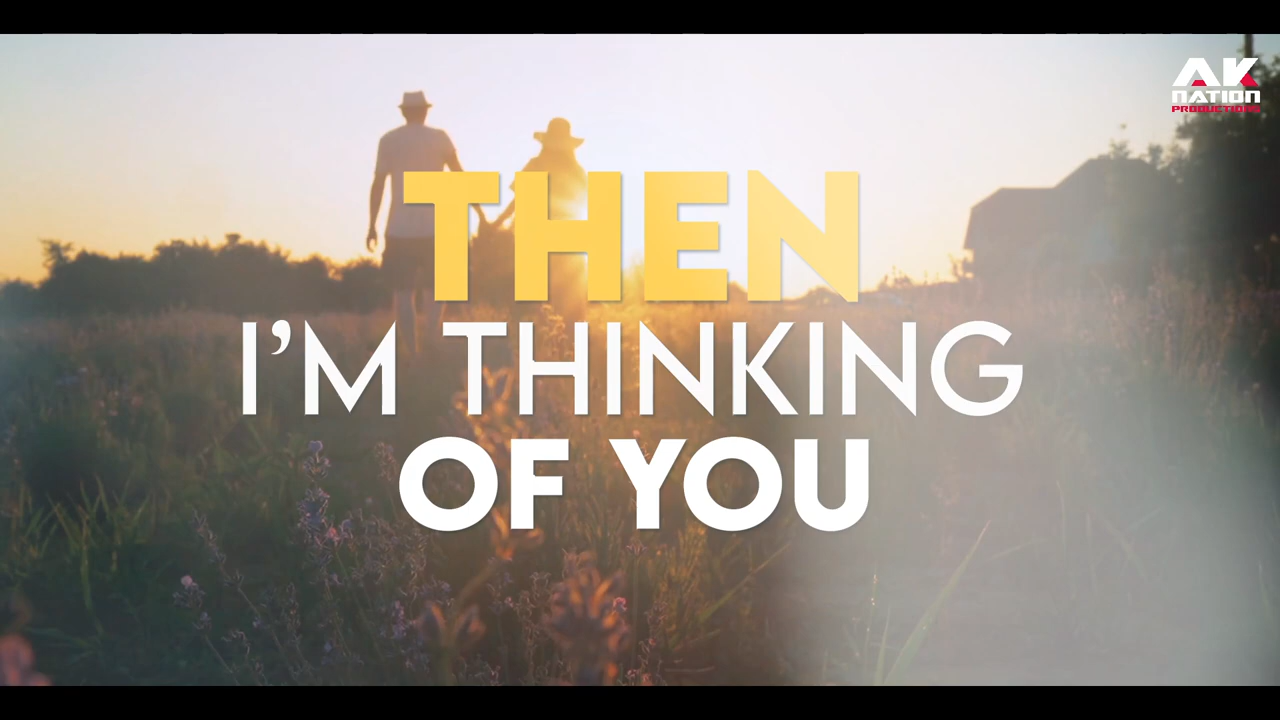 AK
NATION
PRODUCTIONS
THEN
I'M THINKING
OF YOU